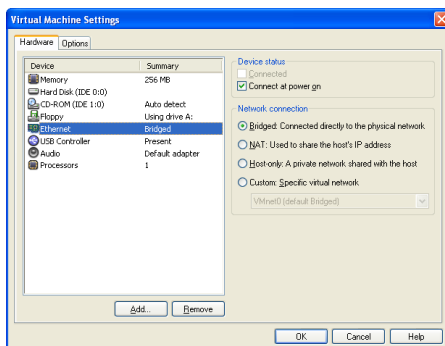 Virtual Machine Settings
Hardware Options
Device Summary
Memory 256 MB
Hard Disk (IDE 0:0)
CD-ROM (IDE 1:0) Auto detect
Floppy Using drive A:
Ethernet Bridged
USB Controller Present
Audio Default adapter
Processors 1
Add... Remove
Device status
Connected
Connect at power on
Network connection
Bridged: Connected directly to the physical network
NAT: Used to share the host's IP address
Host-only: A private network shared with the host
Custom: Specific virtual network
VMnet0 (default Bridged)
OK Cancel Help